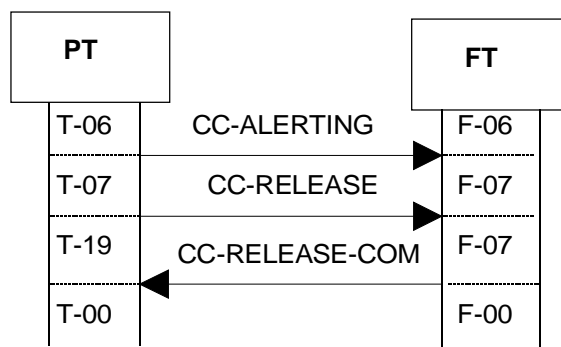 PT FT
T-06 CC-ALERTING F-06
T-07 CC-RELEASE F-07
T-19 CC-RELEASE-COM F-07
T-00 F-00